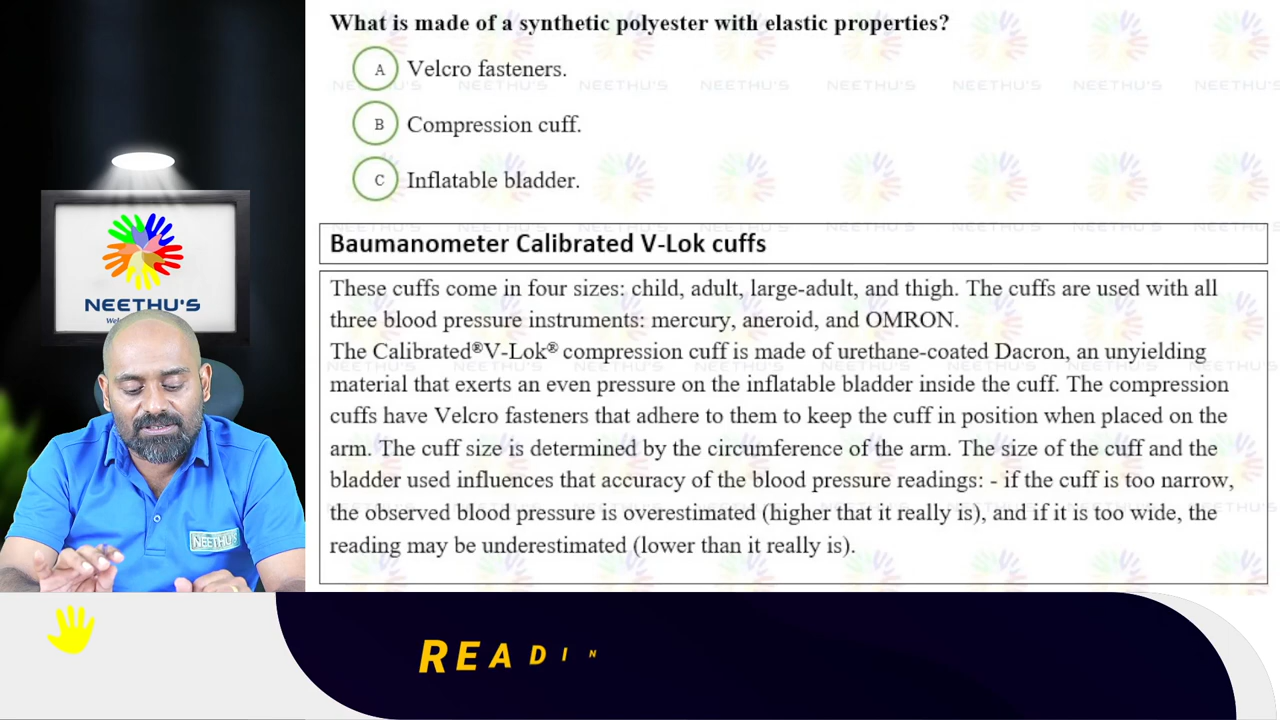 What is made of a synthetic polyester with elastic properties?
A Velcro fasteners.
B Compression cuff.
C Inflatable bladder.
Baumanometer Calibrated V-Lok cuffs
These cuffs come in four sizes: child, adult, large-adult, and thigh. The cuffs are used with all
three blood pressure instruments: mercury, aneroid, and OMRON.
The Calibrated®V-Lok® compression cuff is made of urethane-coated Dacron, an unyielding
material that exerts an even pressure on the inflatable bladder inside the cuff. The compression
cuffs have Velcro fasteners that adhere to them to keep the cuff in position when placed on the
arm. The cuff size is determined by the circumference of the arm. The size of the cuff and the
bladder used influences that accuracy of the blood pressure readings: - if the cuff is too narrow,
the observed blood pressure is overestimated (higher that it really is), and if it is too wide, the
reading may be underestimated (lower than it really is).
NEETHU'S
NEETHU'S
READIN